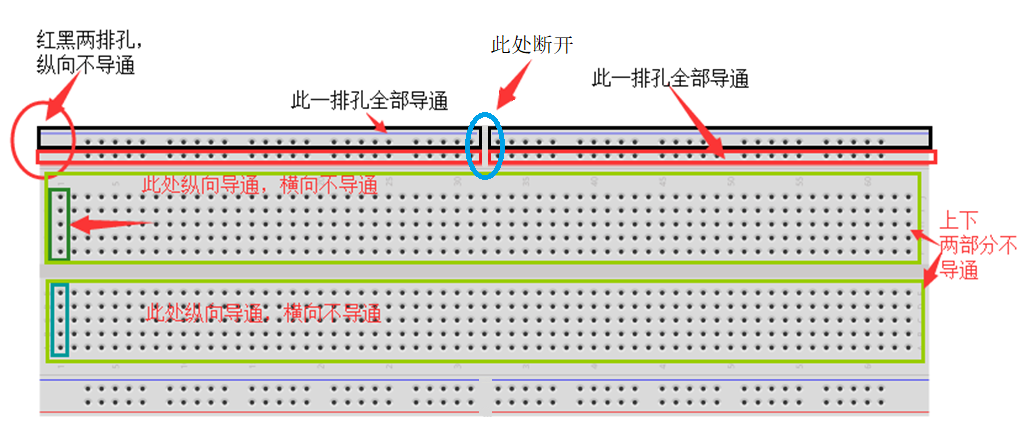 红黑两排孔，
纵向不导通
此处断开
此一排孔全部导通
此一排孔全部导通
此处纵向导通，横向不导通
上下
两部分不
导通
此处纵向导通，横向不导通